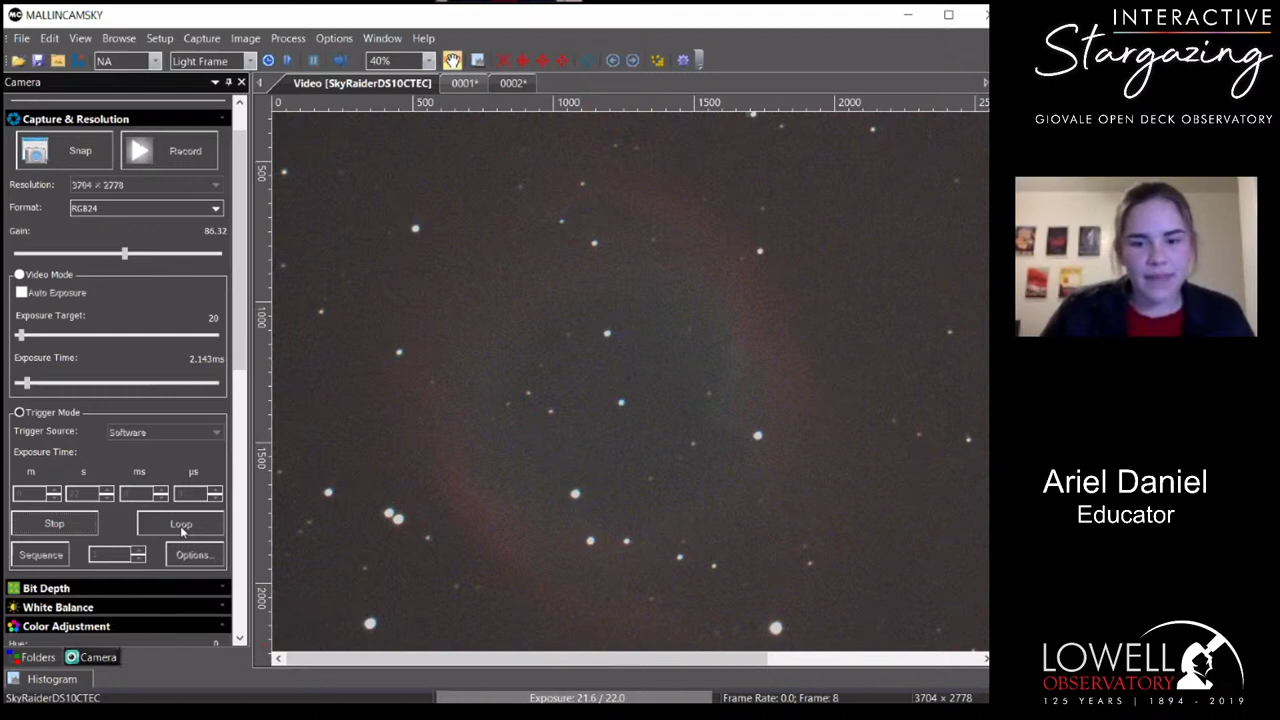 MALLINCAMSKY
File Edit View Browse Setup Capture Image Process Options Window Help
NA Light Frame 40%
Camera
Video [SkyRaiderDS10CTEC] 0001* 0002*
0 500 1000 1500 2000
Capture & Resolution
Snap Record
Resolution: 3704 × 2778
Format: RGB24
Gain: 86.32
Video Mode
Auto Exposure
Exposure Target: 20
Exposure Time: 2.143ms
Trigger Mode
Trigger Source: Software
Exposure Time:
m s ms µs
22
Stop Loop
Sequence Options...
Bit Depth
White Balance
Color Adjustment
Folders Camera
Histogram
SkyRaiderDS10CTEC Exposure: 21.6 / 22.0 Frame Rate: 0.0; Frame: 8 3704 × 2778
500
1000
1500
2000
INTERACTIVE
Stargazing
GIOVALE OPEN DECK OBSERVATORY
Ariel Daniel
Educator
LOWELL
OBSERVATORY
125 YEARS | 1894 - 2019